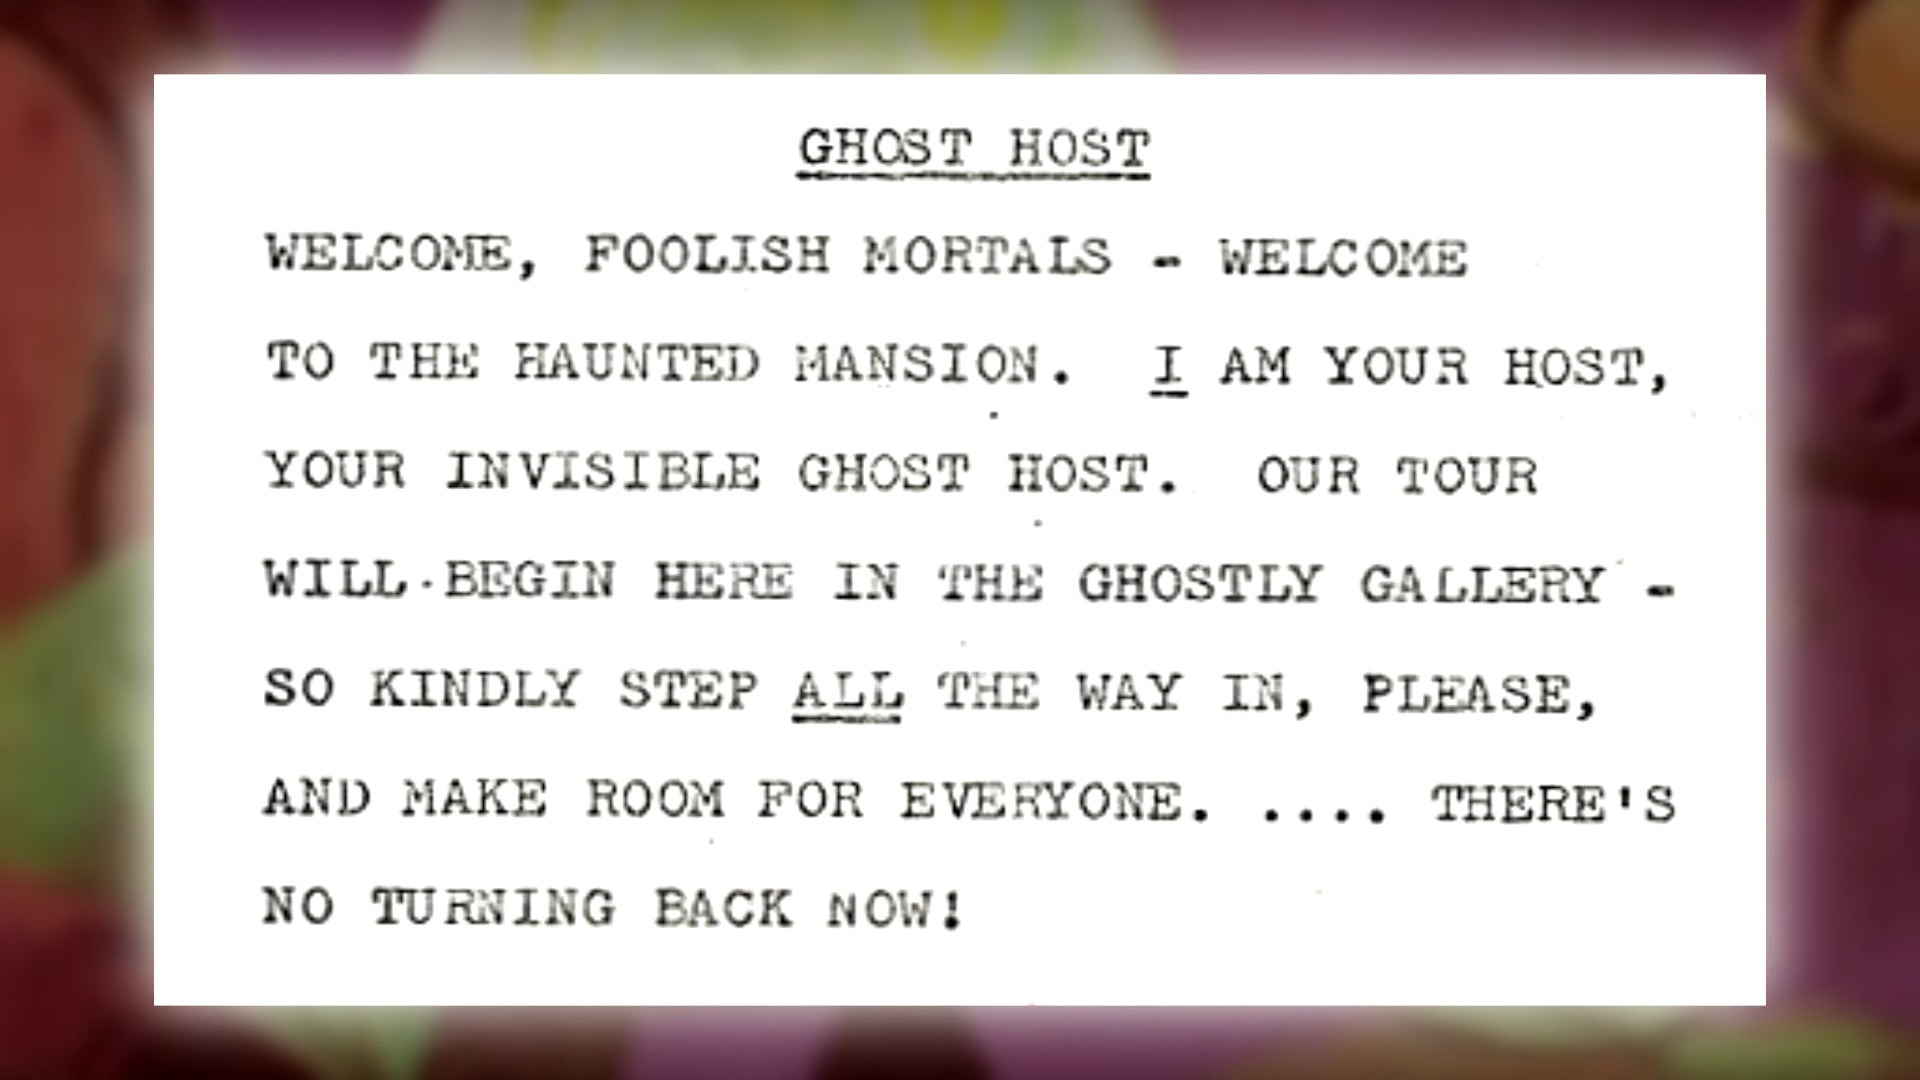 GHOST HOST
WELCOME, FOOLISH MORTALS - WELCOME
TO THE HAUNTED MANSION.  I AM YOUR HOST,
YOUR INVISIBLE GHOST HOST.  OUR TOUR
WILL BEGIN HERE IN THE GHOSTLY GALLERY -
SO KINDLY STEP ALL THE WAY IN, PLEASE,
AND MAKE ROOM FOR EVERYONE. .... THERE'S
NO TURNING BACK NOW!